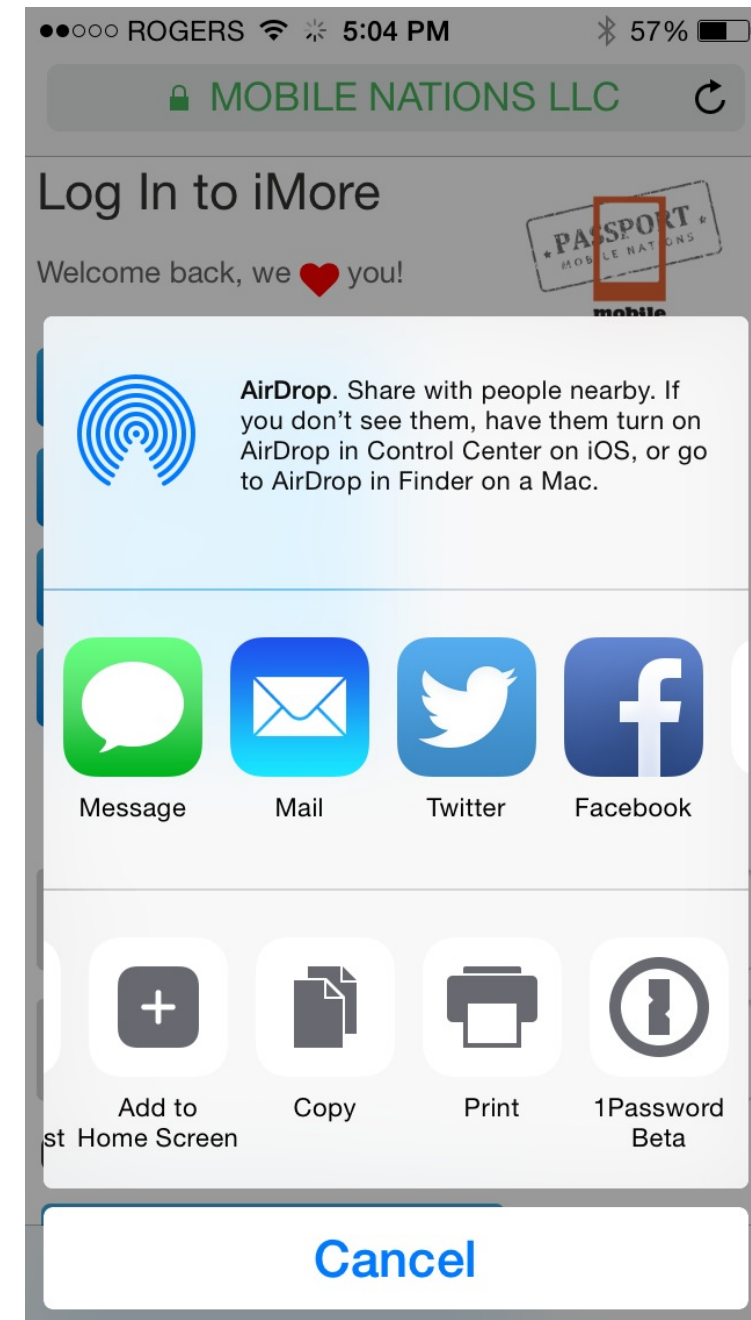 ROGERS 5:04 PM 57%
MOBILE NATIONS LLC
Log In to iMore
PASSPORT
MOBILE NATIONS
Welcome back, we you!
mobile
AirDrop. Share with people nearby. If
you don’t see them, have them turn on
AirDrop in Control Center on iOS, or go
to AirDrop in Finder on a Mac.
Message Mail Twitter Facebook
Add to Copy Print 1Password
st Home Screen Beta
Cancel